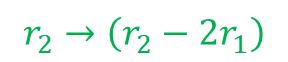 r₂ → (r₂ − 2r₁)